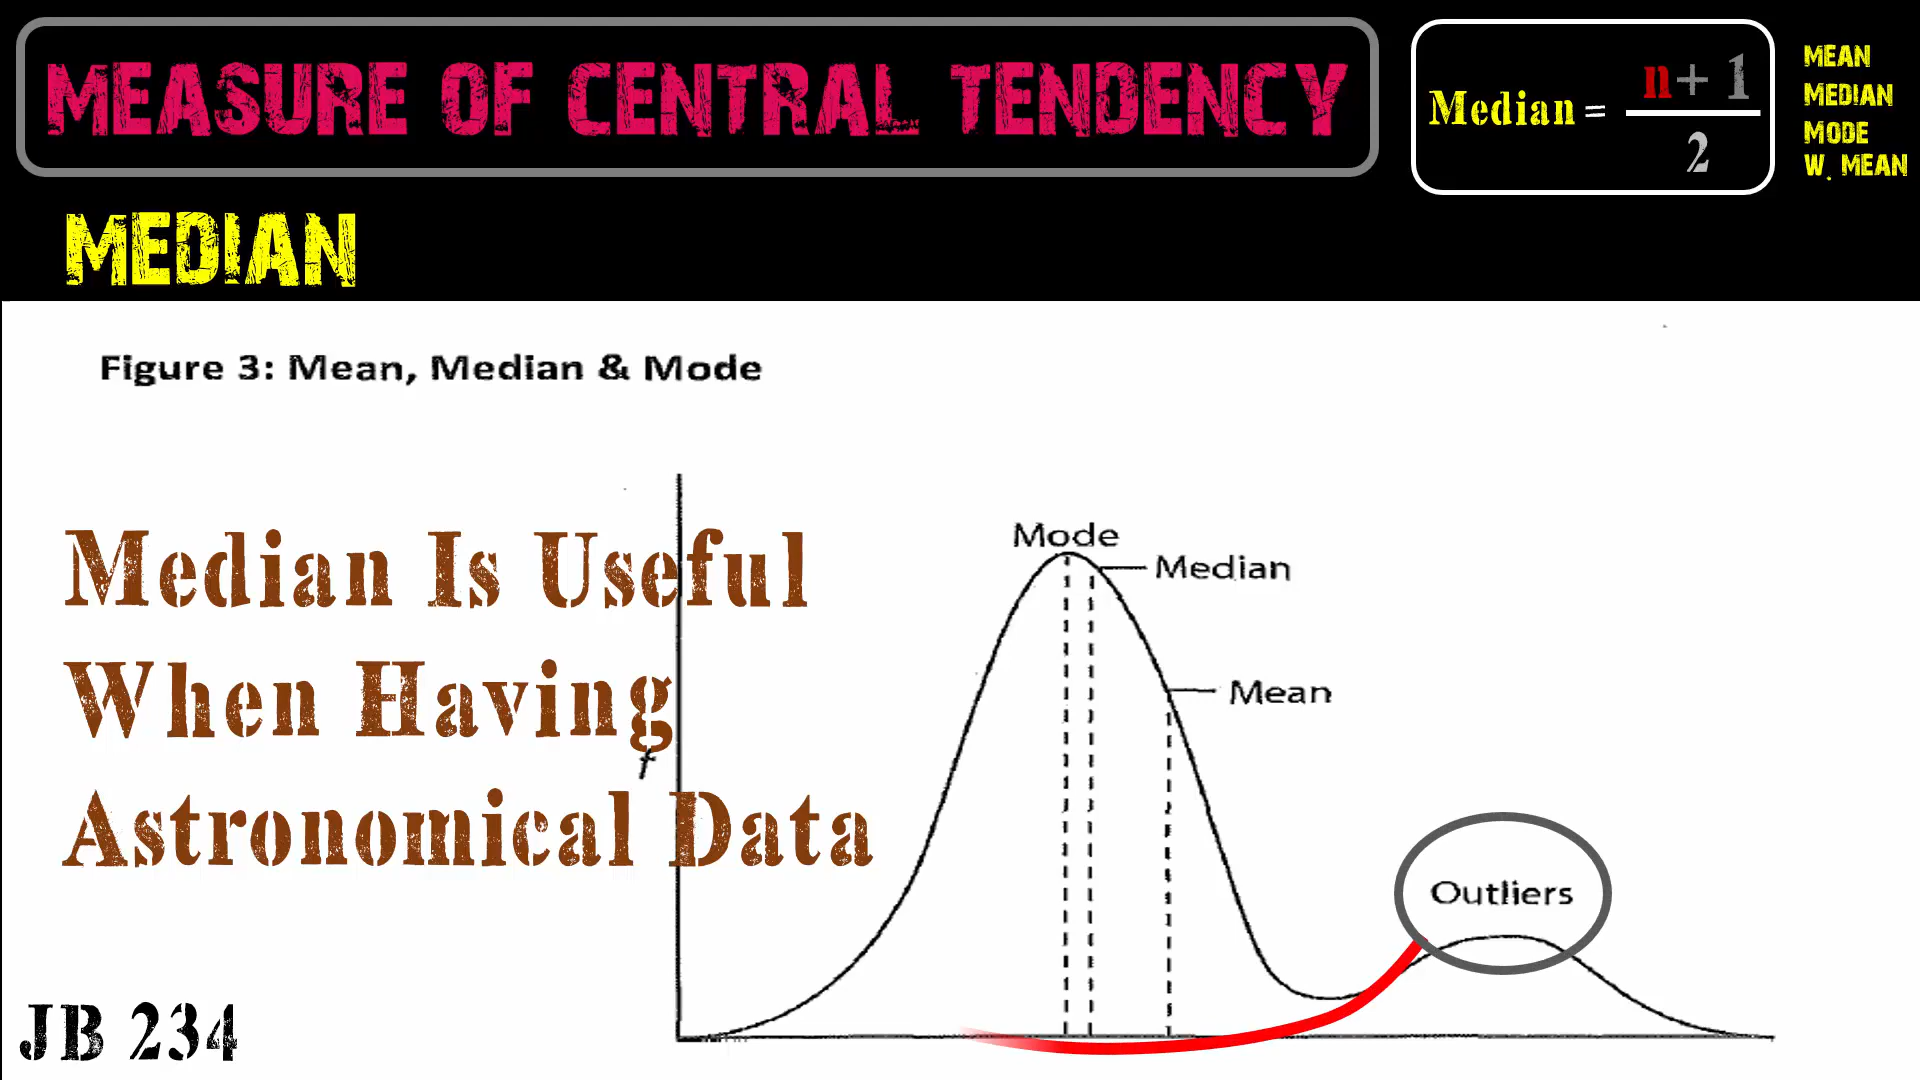 MEASURE OF CENTRAL TENDENCY
Median = n + 1
2
MEAN
MEDIAN
MODE
W. MEAN
MEDIAN
Figure 3: Mean, Median & Mode
Median Is Useful
When Having
Astronomical Data
f
Mode
Median
Mean
Outliers
JB 234